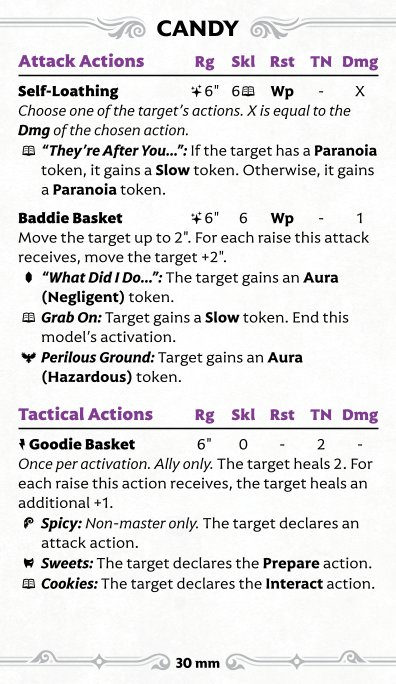 CANDY
Attack Actions Rg Skl Rst TN Dmg
Self-Loathing 6" 6 Wp - X
Choose one of the target's actions. X is equal to the
Dmg of the chosen action.
“They're After You...”: If the target has a Paranoia
token, it gains a Slow token. Otherwise, it gains
a Paranoia token.
Baddie Basket 6" 6 Wp - 1
Move the target up to 2". For each raise this attack
receives, move the target +2".
“What Did I Do...”: The target gains an Aura
(Negligent) token.
Grab On: Target gains a Slow token. End this
model's activation.
Perilous Ground: Target gains an Aura
(Hazardous) token.
Tactical Actions Rg Skl Rst TN Dmg
Goodie Basket 6" 0 - 2 -
Once per activation. Ally only. The target heals 2. For
each raise this action receives, the target heals an
additional +1.
Spicy: Non-master only. The target declares an
attack action.
Sweets: The target declares the Prepare action.
Cookies: The target declares the Interact action.
30 mm